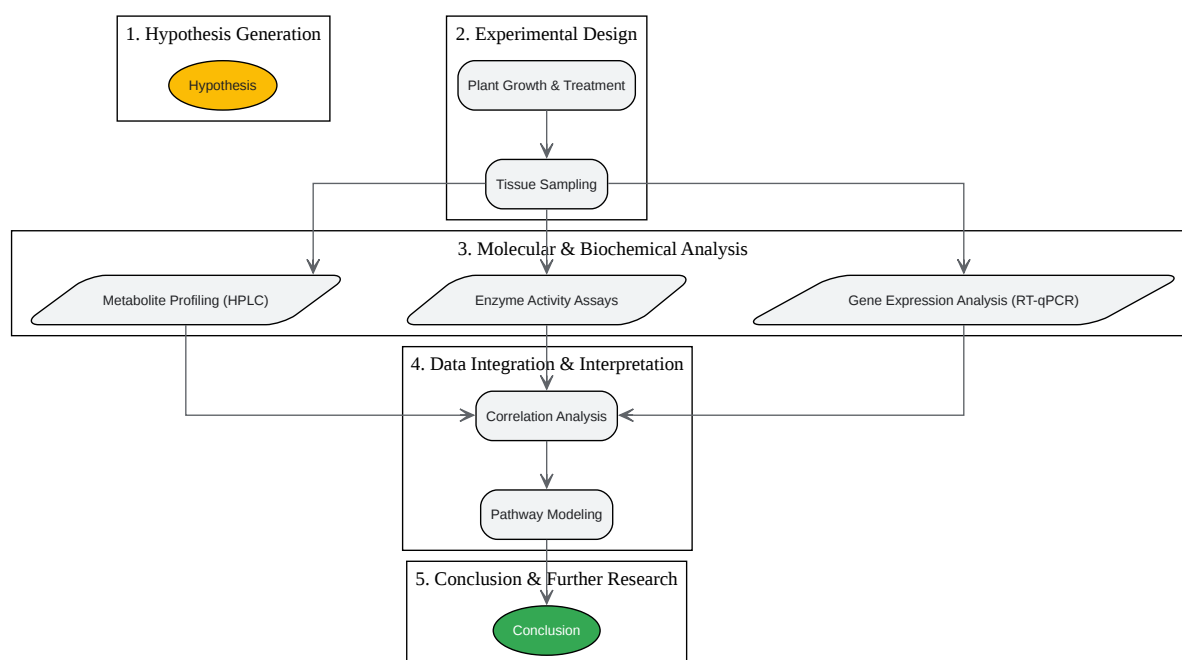 1. Hypothesis Generation
Hypothesis
2. Experimental Design
Plant Growth & Treatment
Tissue Sampling
3. Molecular & Biochemical Analysis
Metabolite Profiling (HPLC)
Enzyme Activity Assays
Gene Expression Analysis (RT-qPCR)
4. Data Integration & Interpretation
Correlation Analysis
Pathway Modeling
5. Conclusion & Further Research
Conclusion